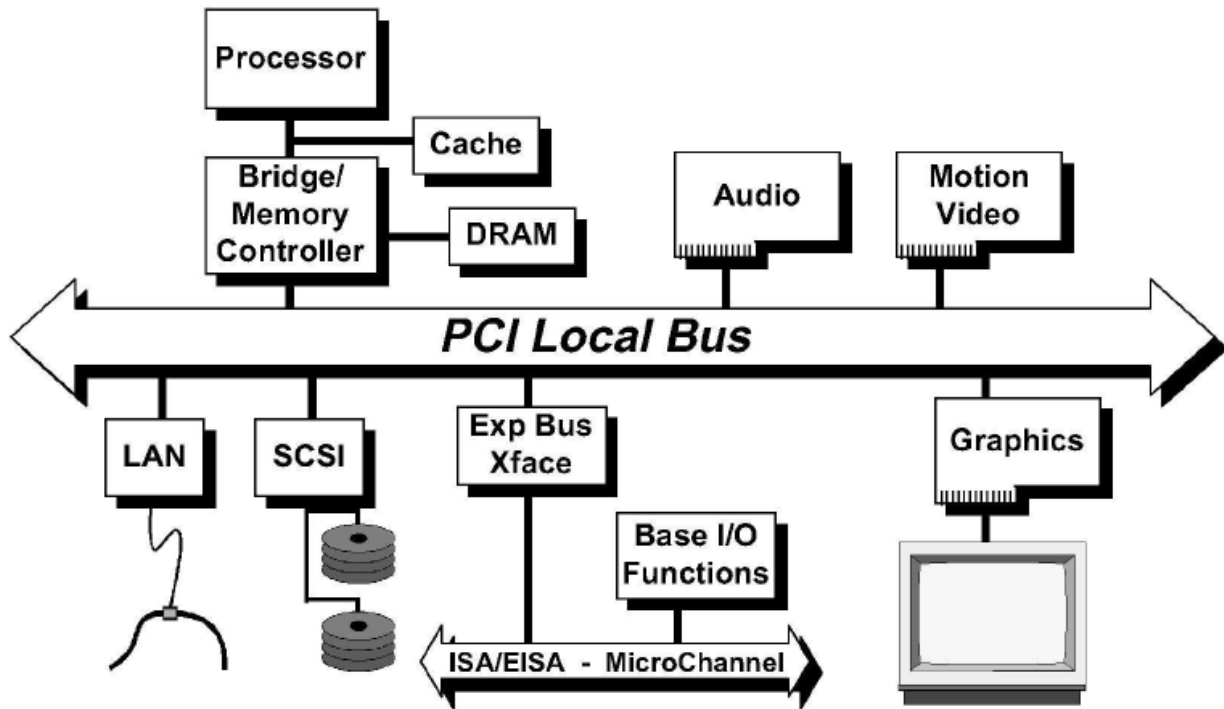 Processor
Cache
Bridge/
Memory
Controller
DRAM
Audio
Motion
Video
PCI Local Bus
LAN
SCSI
Exp Bus
Xface
Graphics
Base I/O
Functions
ISA/EISA - MicroChannel